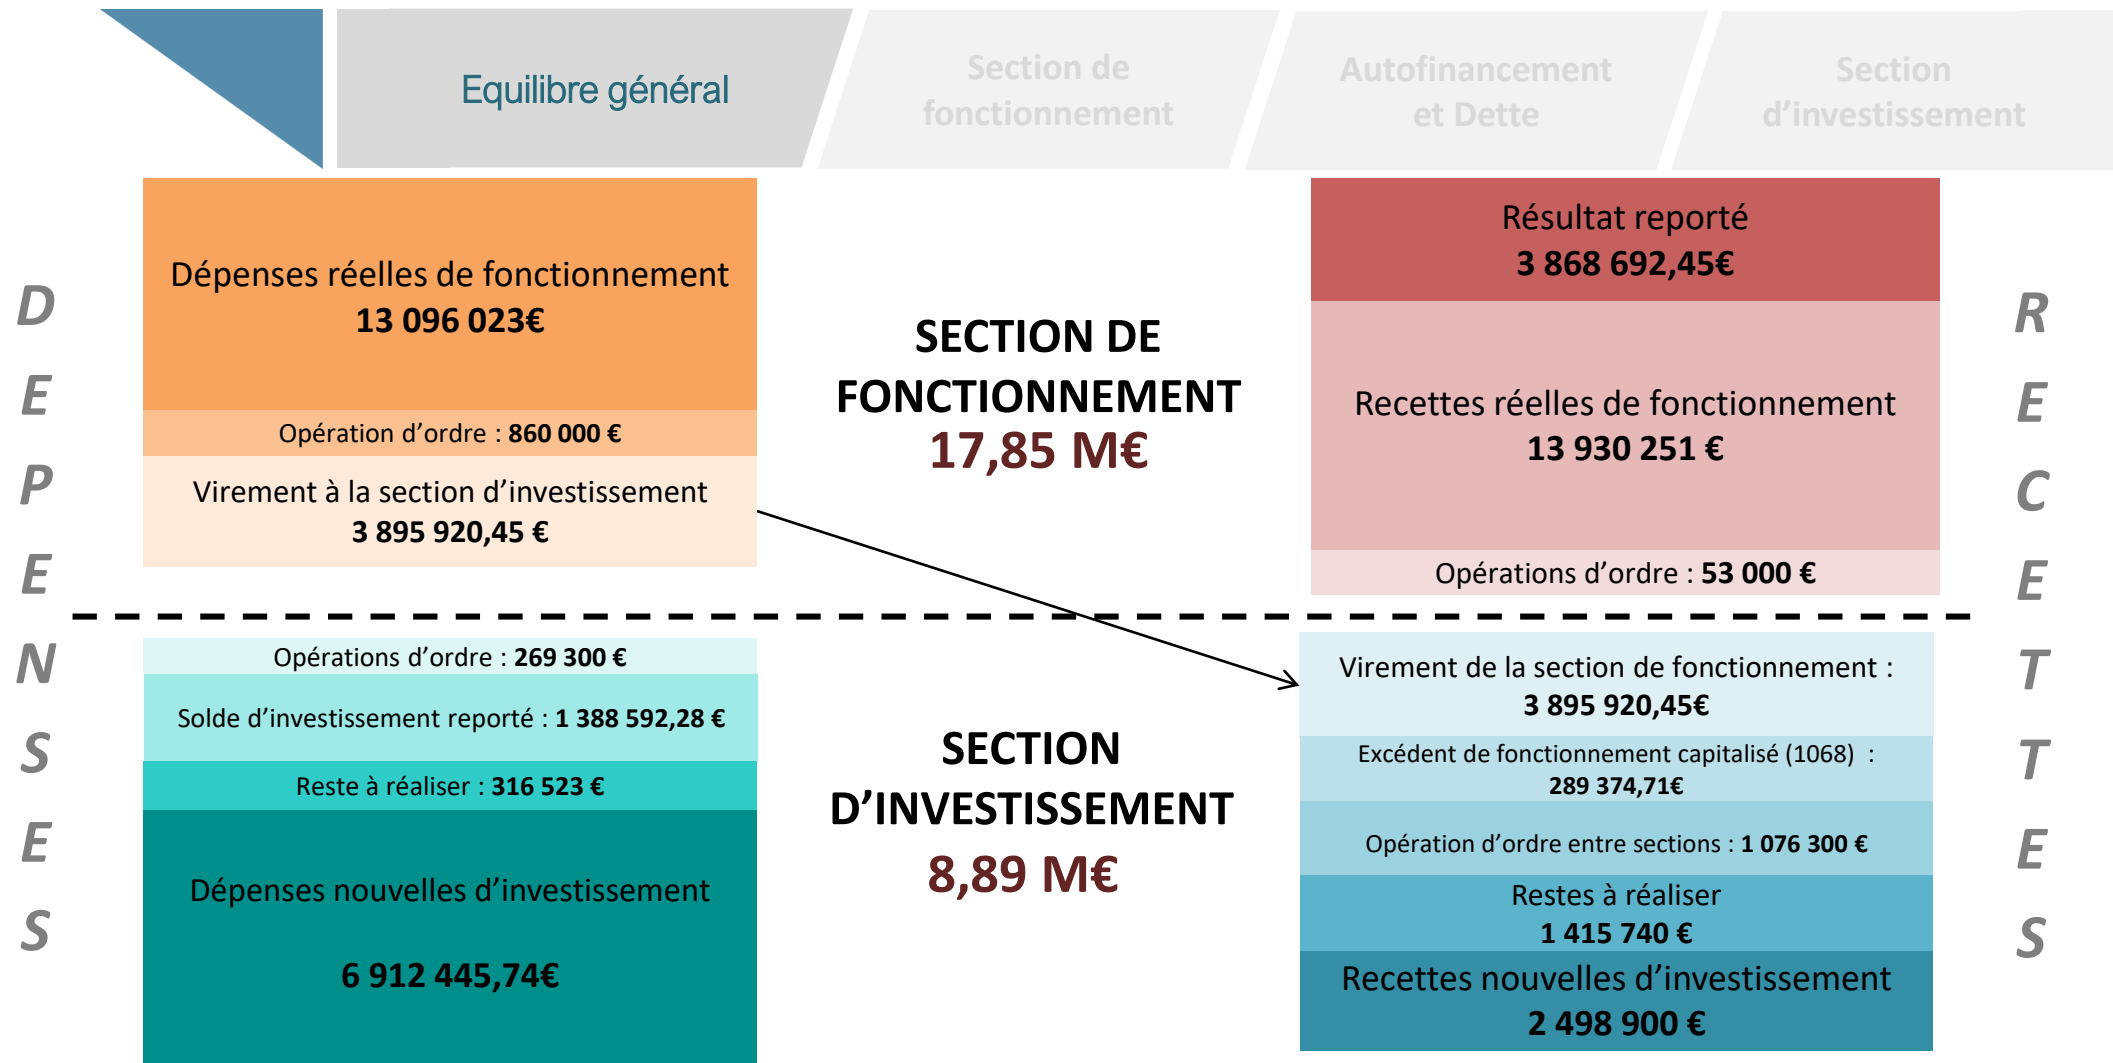 Equilibre général
Section de
fonctionnement
Autofinancement
et Dette
Section
d'investissement
D
E
P
E
N
S
E
S
Dépenses réelles de fonctionnement
13 096 023€
Opération d'ordre : 860 000 €
Virement à la section d'investissement
3 895 920,45 €
SECTION DE
FONCTIONNEMENT
17,85 M€
Résultat reporté
3 868 692,45€
Recettes réelles de fonctionnement
13 930 251 €
Opérations d'ordre : 53 000 €
Opérations d'ordre : 269 300 €
Solde d'investissement reporté : 1 388 592,28 €
Reste à réaliser : 316 523 €
Dépenses nouvelles d'investissement
6 912 445,74€
SECTION
D'INVESTISSEMENT
8,89 M€
Virement de la section de fonctionnement :
3 895 920,45€
Excédent de fonctionnement capitalisé (1068)  :
289 374,71€
Opération d'ordre entre sections : 1 076 300 €
Restes à réaliser
1 415 740 €
Recettes nouvelles d'investissement
2 498 900 €
R
E
C
E
T
T
E
S